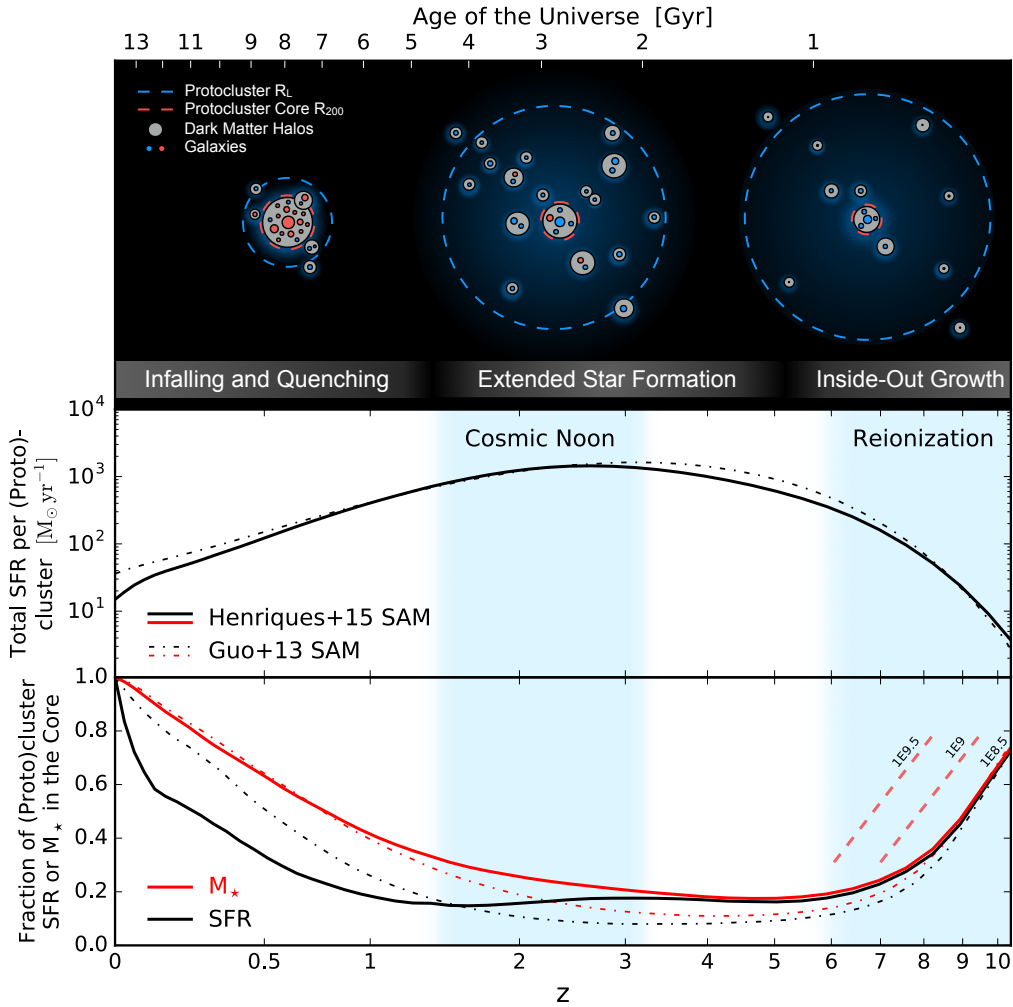 Age of the Universe [Gyr]
13 11 9 8 7 6 5 4 3 2 1
Protocluster R_L
Protocluster Core R_200
Dark Matter Halos
Galaxies
Infalling and Quenching
Extended Star Formation
Inside-Out Growth
Total SFR per (Proto)-
cluster [M_⊙ yr^−1]
10^4
10^3
10^2
10^1
Cosmic Noon
Reionization
Henriques+15 SAM
Guo+13 SAM
Fraction of (Proto)cluster
SFR or M_⋆ in the Core
1.0
0.8
0.6
0.4
0.2
0.0
1E9.5
1E9
1E8.5
M_⋆
SFR
0 0.5 1 2 3 4 5 6 7 8 9 10
z